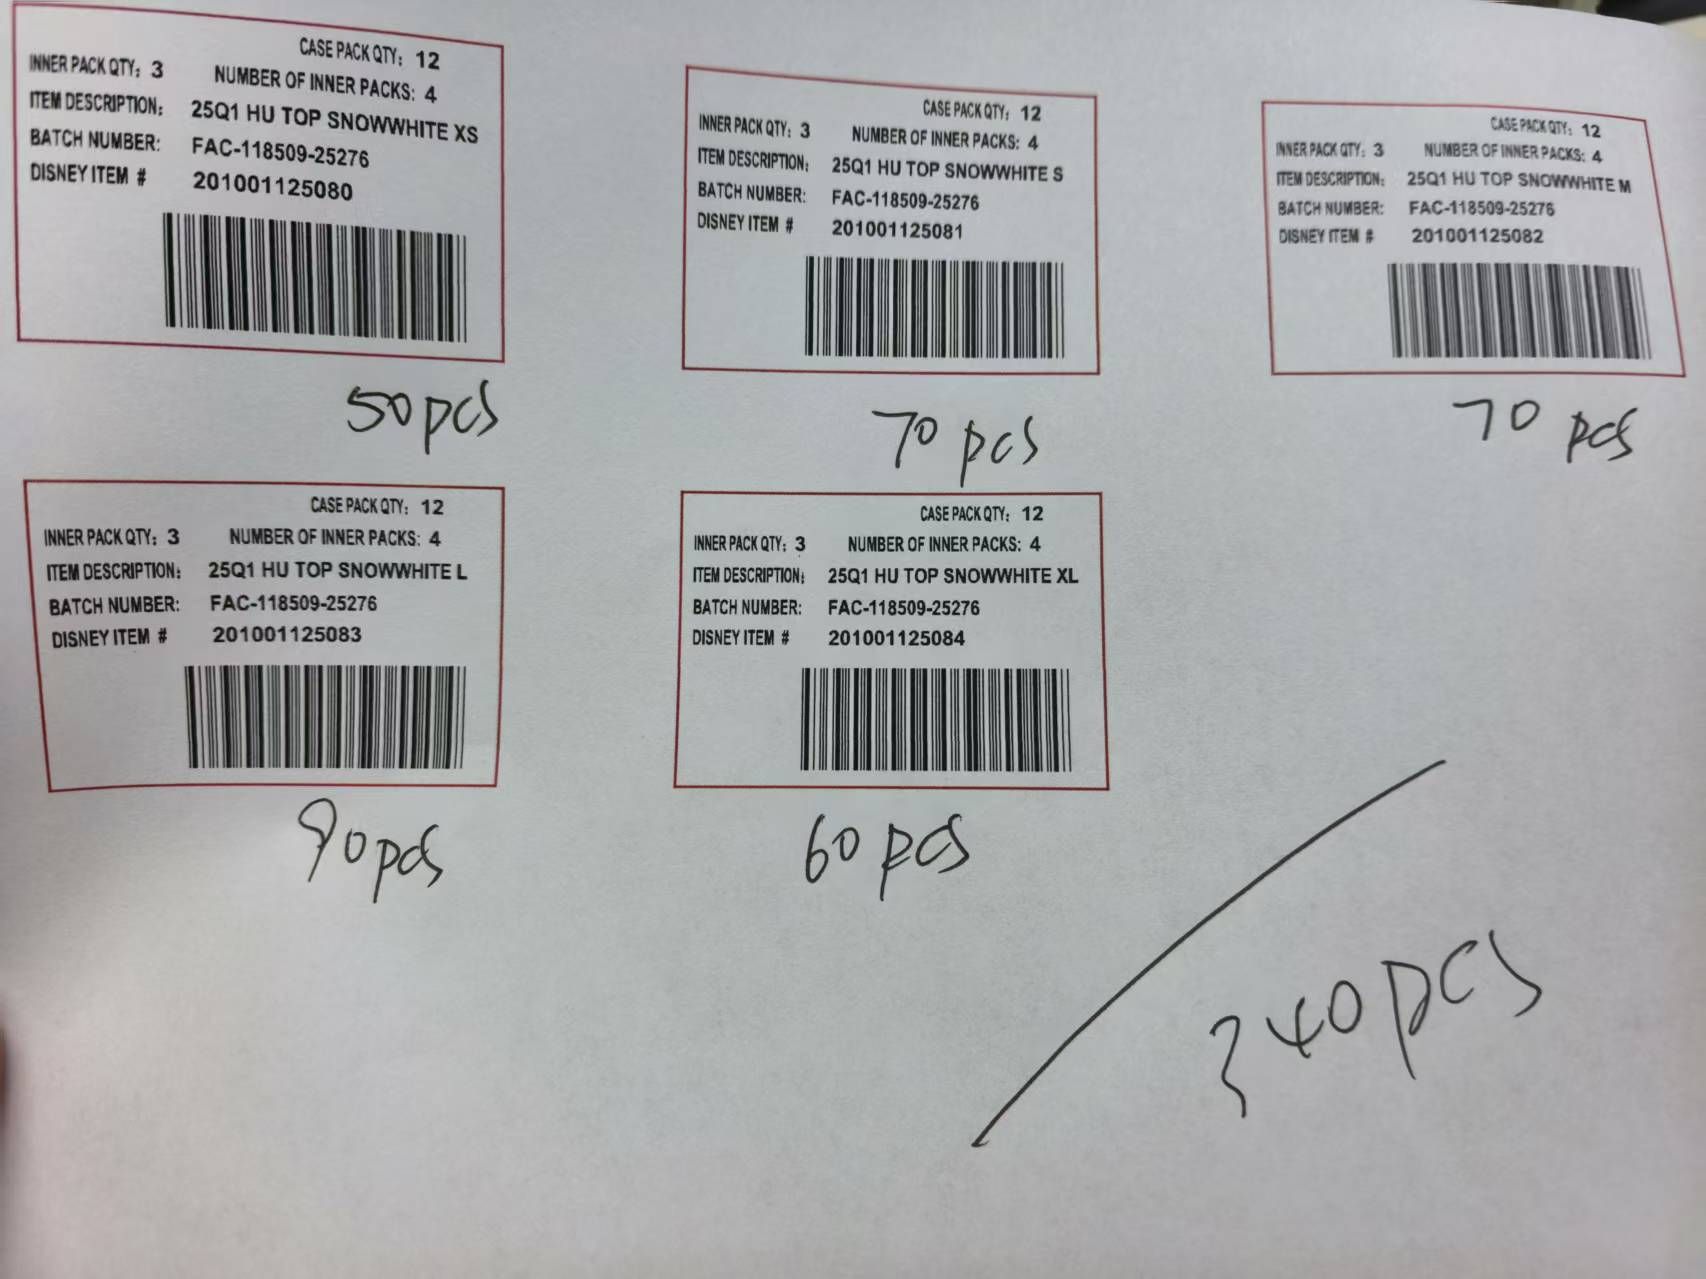 CASE PACK QTY: 12
INNER PACK QTY: 3 NUMBER OF INNER PACKS: 4
ITEM DESCRIPTION: 25Q1 HU TOP SNOWWHITE XS
BATCH NUMBER: FAC-118509-25276
DISNEY ITEM # 201001125080
50pcs
CASE PACK QTY: 12
INNER PACK QTY: 3 NUMBER OF INNER PACKS: 4
ITEM DESCRIPTION: 25Q1 HU TOP SNOWWHITE S
BATCH NUMBER: FAC-118509-25276
DISNEY ITEM # 201001125081
70 pcs
CASE PACK QTY: 12
INNER PACK QTY: 3 NUMBER OF INNER PACKS: 4
ITEM DESCRIPTION: 25Q1 HU TOP SNOWWHITE M
BATCH NUMBER: FAC-118509-25276
DISNEY ITEM # 201001125082
70 pcs
CASE PACK QTY: 12
INNER PACK QTY: 3 NUMBER OF INNER PACKS: 4
ITEM DESCRIPTION: 25Q1 HU TOP SNOWWHITE L
BATCH NUMBER: FAC-118509-25276
DISNEY ITEM # 201001125083
90pcs
CASE PACK QTY: 12
INNER PACK QTY: 3 NUMBER OF INNER PACKS: 4
ITEM DESCRIPTION: 25Q1 HU TOP SNOWWHITE XL
BATCH NUMBER: FAC-118509-25276
DISNEY ITEM # 201001125084
60 pcs
340pcs